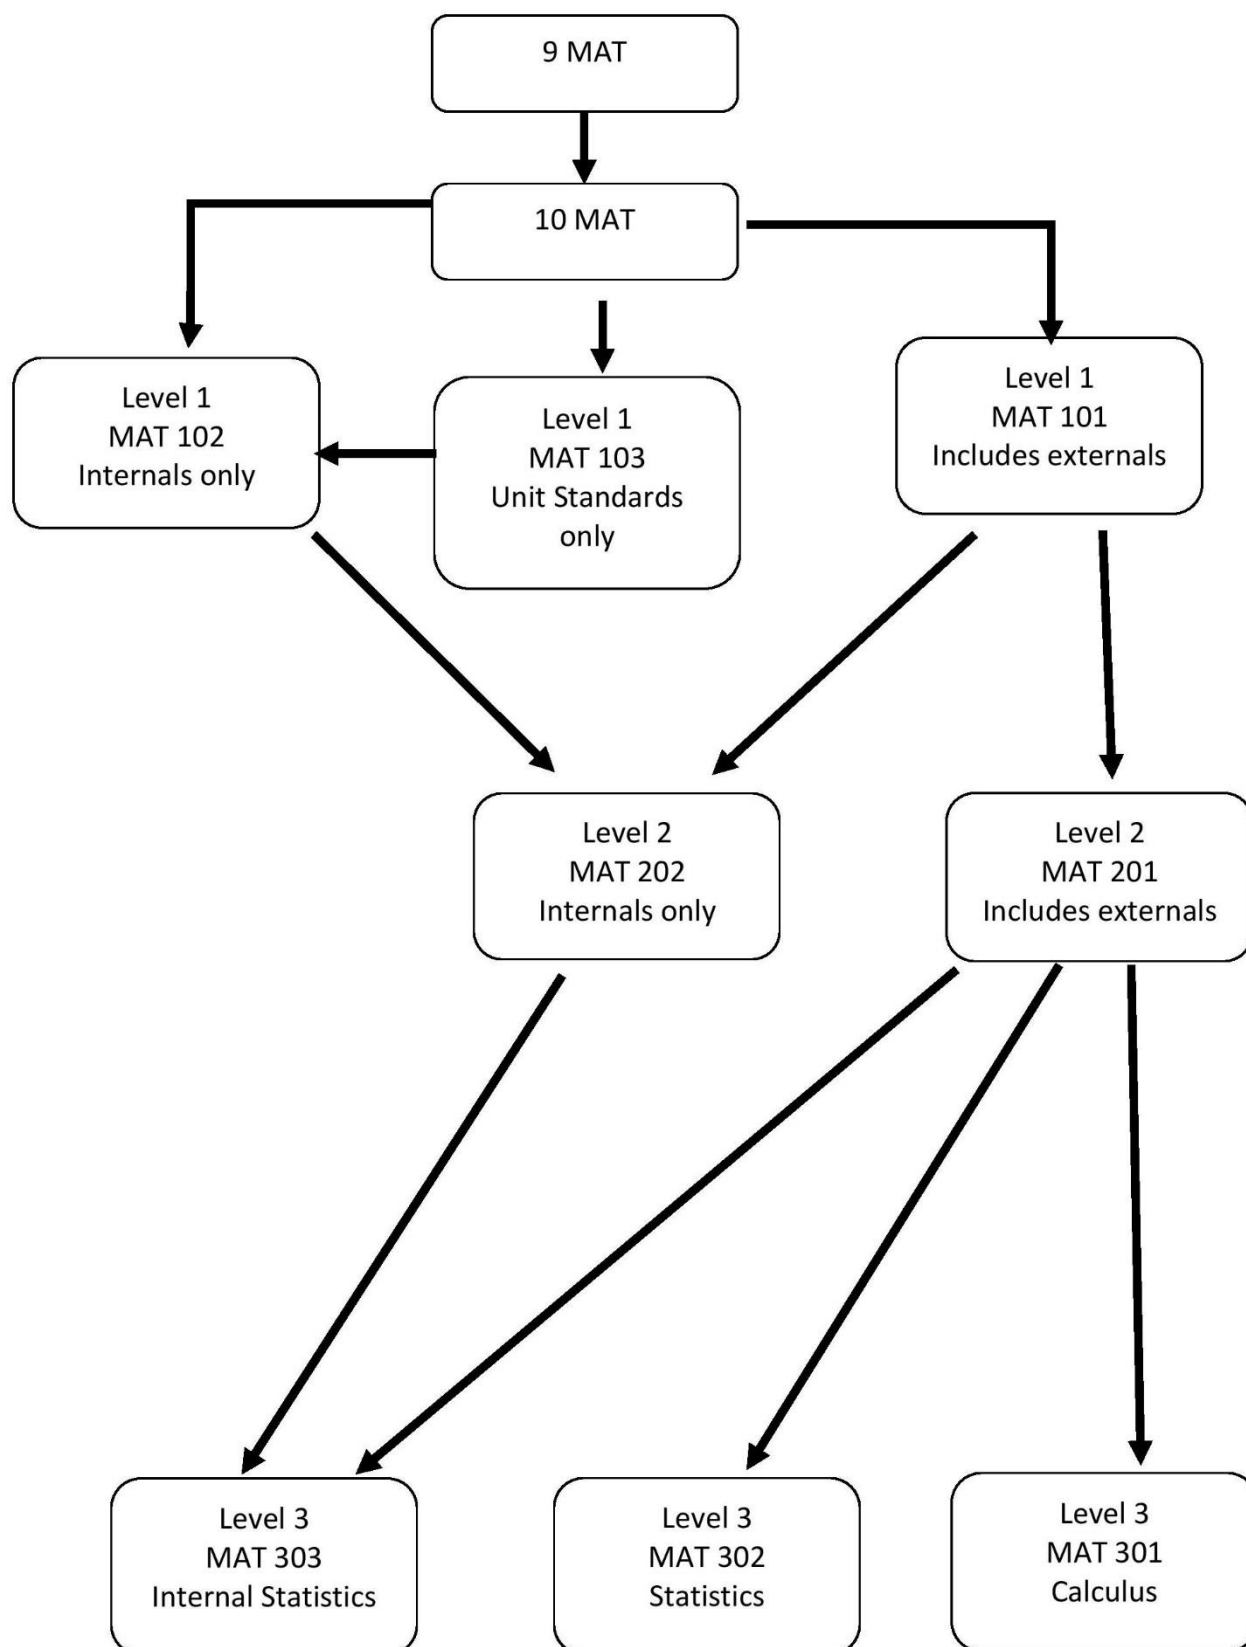 9 MAT
10 MAT
Level 1
MAT 102
Internals only
Level 1
MAT 103
Unit Standards
only
Level 1
MAT 101
Includes externals
Level 2
MAT 202
Internals only
Level 2
MAT 201
Includes externals
Level 3
MAT 303
Internal Statistics
Level 3
MAT 302
Statistics
Level 3
MAT 301
Calculus